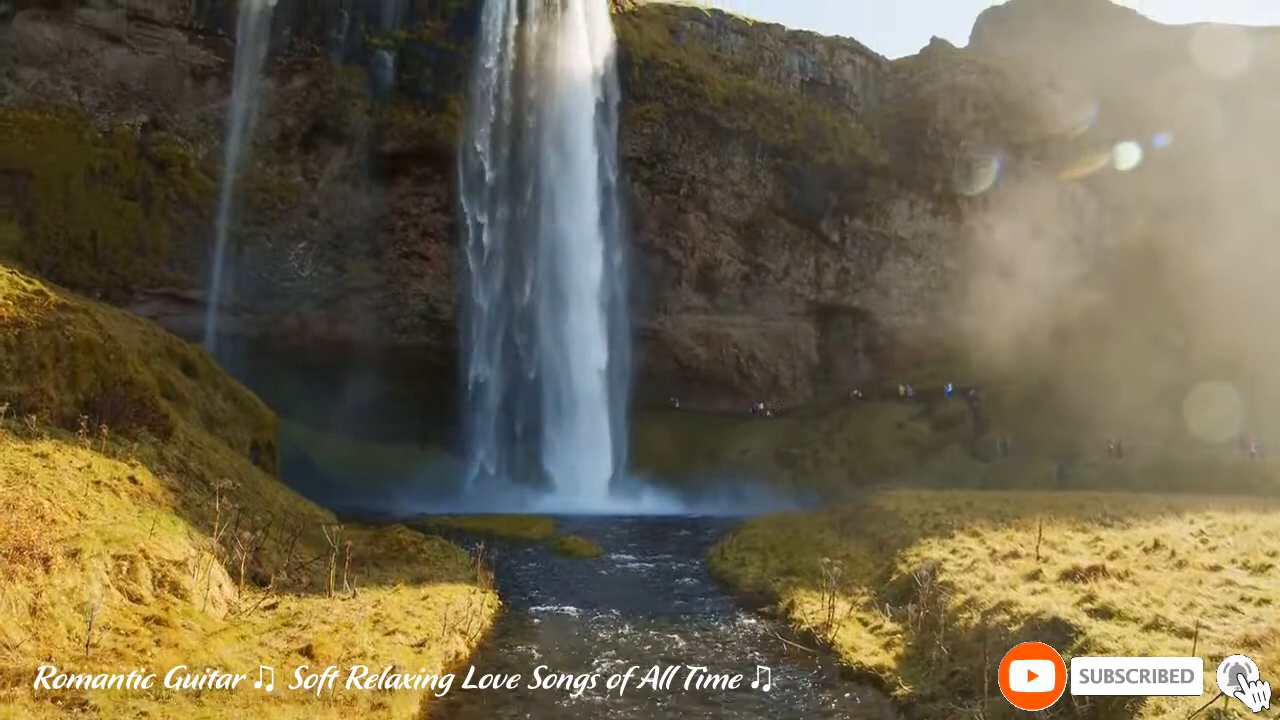 Romantic Guitar ♫ Soft Relaxing Love Songs of All Time ♫
SUBSCRIBED